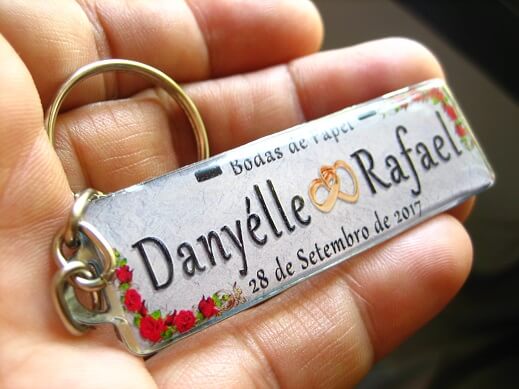 Bodas de Papel
Danyélle Rafael
28 de Setembro de 2017